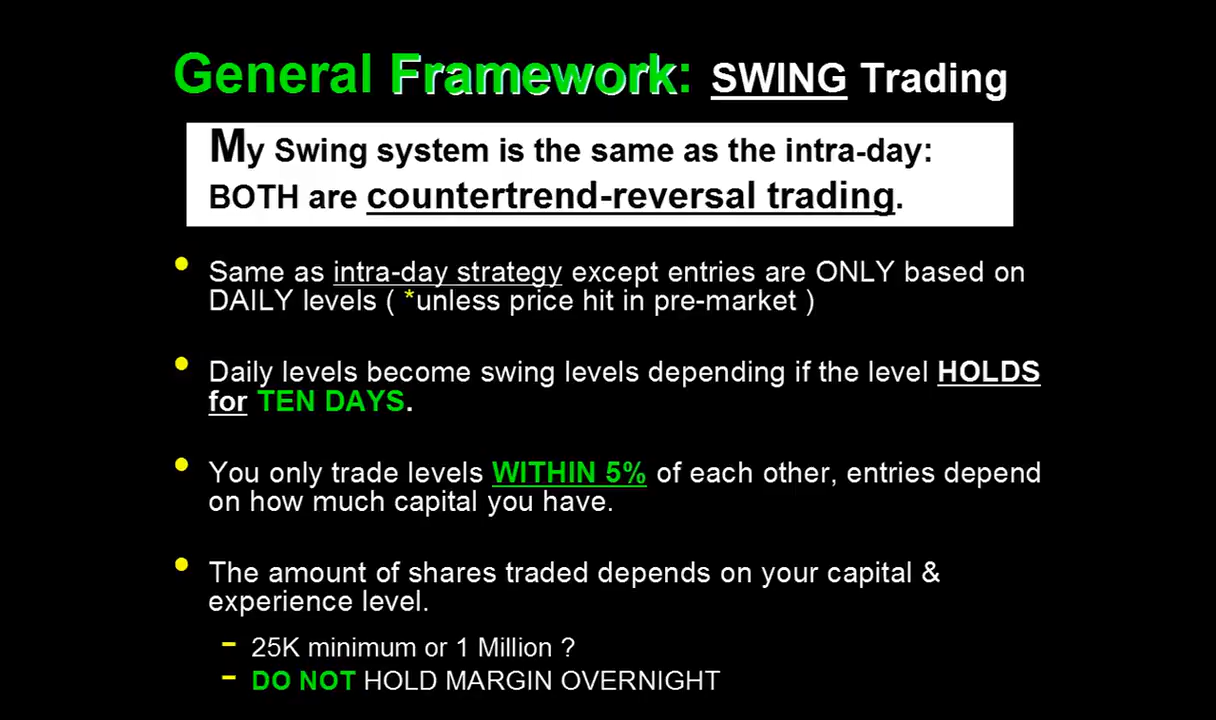 General Framework: SWING Trading
My Swing system is the same as the intra-day:
BOTH are countertrend-reversal trading.
• Same as intra-day strategy except entries are ONLY based on
DAILY levels ( *unless price hit in pre-market )
• Daily levels become swing levels depending if the level HOLDS
for TEN DAYS.
• You only trade levels WITHIN 5% of each other, entries depend
on how much capital you have.
• The amount of shares traded depends on your capital &
experience level.
- 25K minimum or 1 Million ?
- DO NOT HOLD MARGIN OVERNIGHT